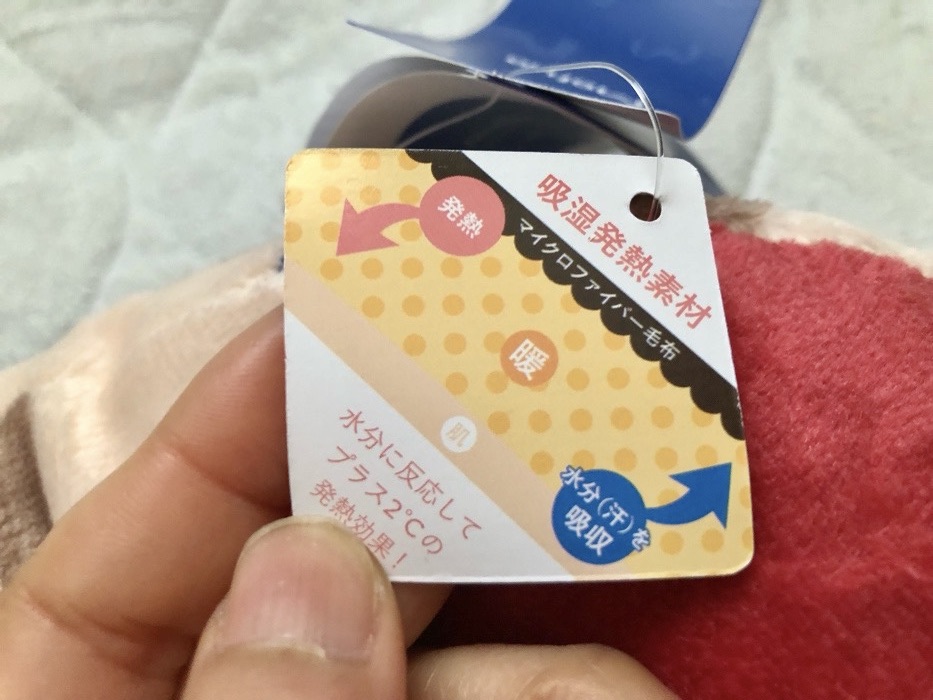 吸湿発熱素材
マイクロファイバー毛布
発熱
暖
肌
水分(汗)を
吸収
水分に反応して
プラス2℃の
発熱効果!